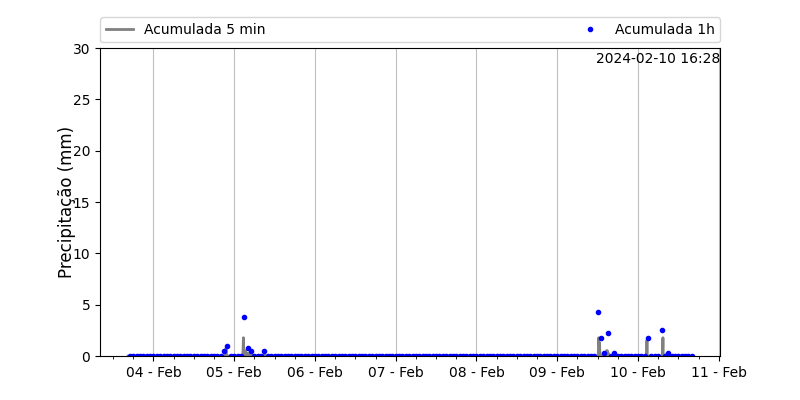 Acumulada 5 min
Acumulada 1h
2024-02-10 16:28
Precipitação (mm)
30
25
20
15
10
5
0
04 - Feb
05 - Feb
06 - Feb
07 - Feb
08 - Feb
09 - Feb
10 - Feb
11 - Feb